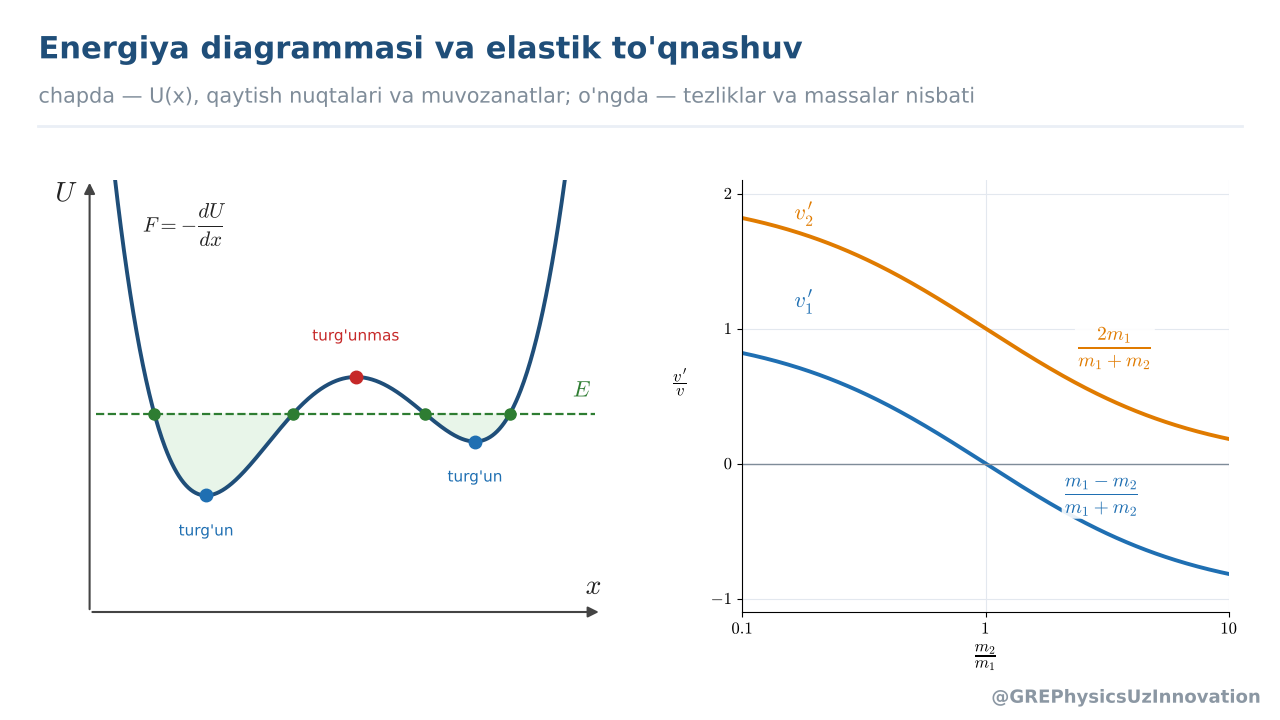 Energiya diagrammasi va elastik to'qnashuv
chapda — U(x), qaytish nuqtalari va muvozanatlar; o'ngda — tezliklar va massalar nisbati
U
F = −dU/dx
turg'unmas
E
turg'un
turg'un
x
2
1
0
−1
v′/v
v₂′
v₁′
2m₁/(m₁ + m₂)
(m₁ − m₂)/(m₁ + m₂)
0.1
1
10
m₂/m₁
@GREPhysicsUzInnovation